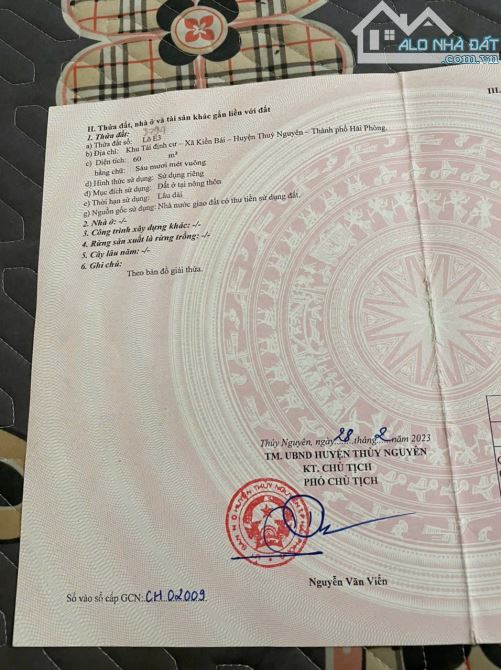 ALO NHÀ ĐẤT
.com.vn
III.
II. Thửa đất, nhà ở và tài sản khác gắn liền với đất
1. Thửa đất:
a) Thửa đất số: Lô E3
b) Địa chỉ: Khu Tái định cư – Xã Kiền Bái – Huyện Thuỷ Nguyên – Thành phố Hải Phòng.
c) Diện tích: 60 m²
bằng chữ: Sáu mươi mét vuông
d) Hình thức sử dụng: Sử dụng riêng
đ) Mục đích sử dụng: Đất ở tại nông thôn
e) Thời hạn sử dụng: Lâu dài
g) Nguồn gốc sử dụng: Nhà nước giao đất có thu tiền sử dụng đất.
2. Nhà ở: -/-
3. Công trình xây dựng khác: -/-
4. Rừng sản xuất là rừng trồng: -/-
5. Cây lâu năm: -/-
6. Ghi chú:
Theo bản đồ giải thửa.
Thủy Nguyên, ngày 28 tháng 2 năm 2023
TM. UBND HUYỆN THỦY NGUYÊN
KT. CHỦ TỊCH
PHÓ CHỦ TỊCH
Nguyễn Văn Viển
Số vào sổ cấp GCN: CH.02009